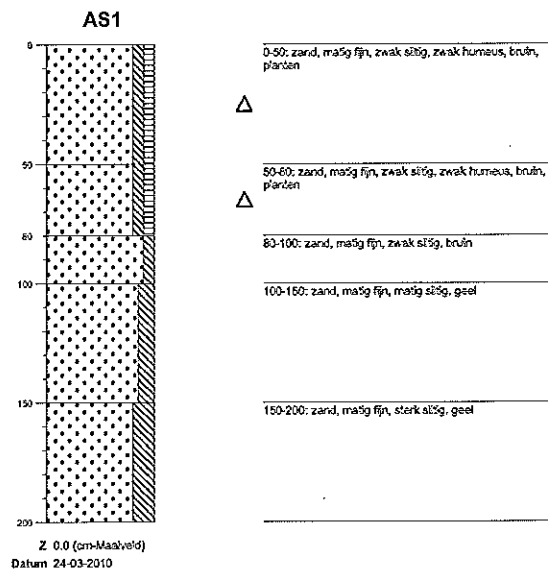 AS1
0
0-50: zand, matig fijn, zwak siltig, zwak humeus, bruin,
planten
50
50-80: zand, matig fijn, zwak siltig, zwak humeus, bruin,
planten
80
80-100: zand, matig fijn, zwak siltig, bruin
100
100-150: zand, matig fijn, matig siltig, geel
150
150-200: zand, matig fijn, sterk siltig, geel
200
Z 0.0 (cm-Maaiveld)
Datum 24-03-2010